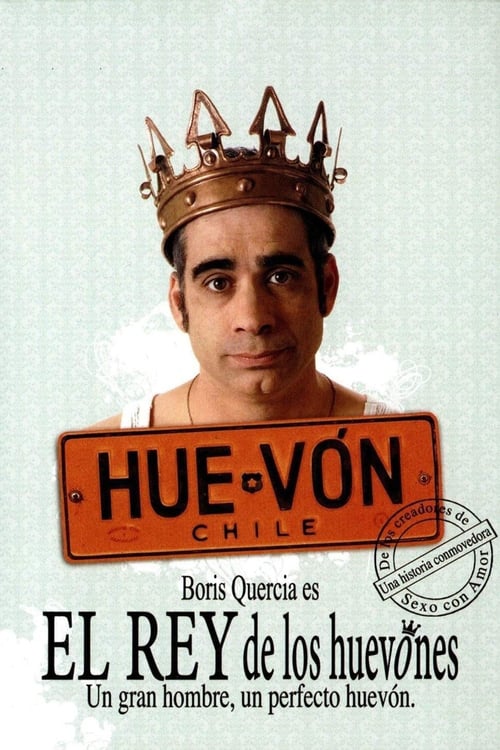 HUE★VÓN
CHILE
De los creadores de
Una historia conmovedora
Sexo con Amor
Boris Quercia es
EL REY de los huevones
Un gran hombre, un perfecto huevón.